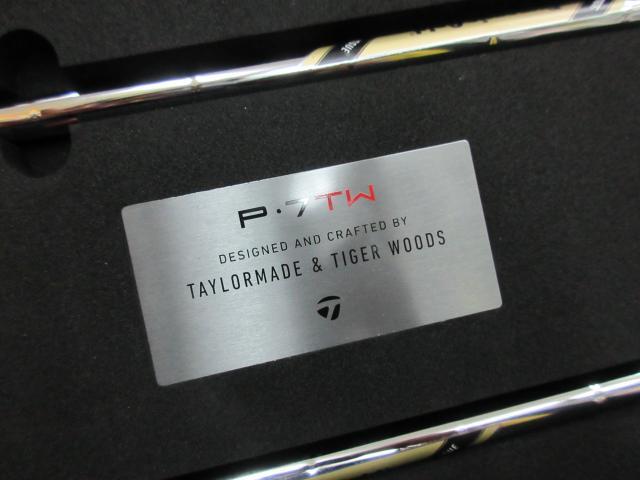 P·7TW
DESIGNED AND CRAFTED BY
TAYLORMADE & TIGER WOODS